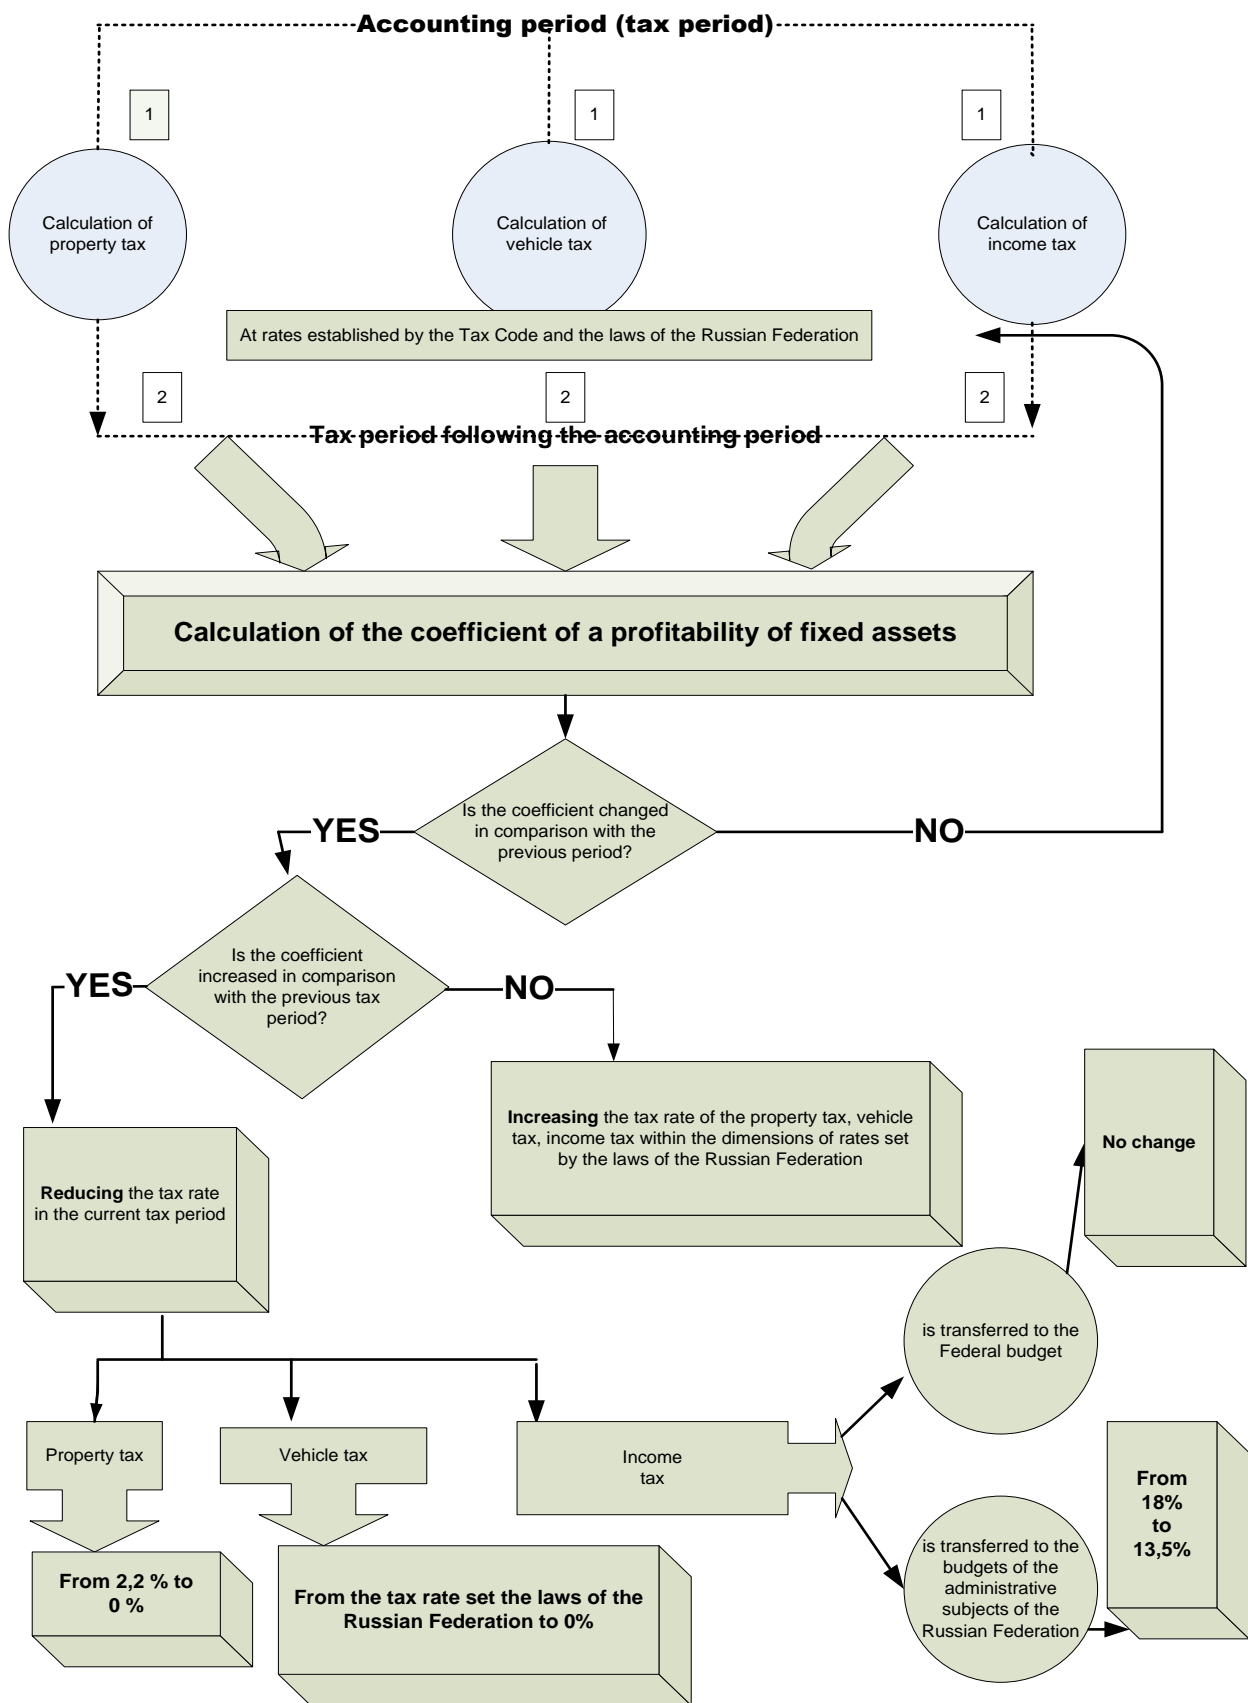 Accounting period (tax period)
1
1
1
Calculation of
property tax
Calculation of
vehicle tax
Calculation of
income tax
At rates established by the Tax Code and the laws of the Russian Federation
2
2
2
Tax period following the accounting period
Calculation of the coefficient of a profitability of fixed assets
Is the coefficient changed
in comparison with the
previous period?
YES
NO
Is the coefficient
increased in comparison
with the previous tax
period?
YES
NO
Increasing the tax rate of the property tax, vehicle
tax, income tax within the dimensions of rates set
by the laws of the Russian Federation
No change
Reducing the tax rate
in the current tax period
is transferred to the
Federal budget
Property tax
Vehicle tax
Income
tax
From
18%
to
13,5%
is transferred to the
budgets of the
administrative
subjects of the
Russian Federation
From 2,2 % to
0 %
From the tax rate set the laws of the
Russian Federation to 0%